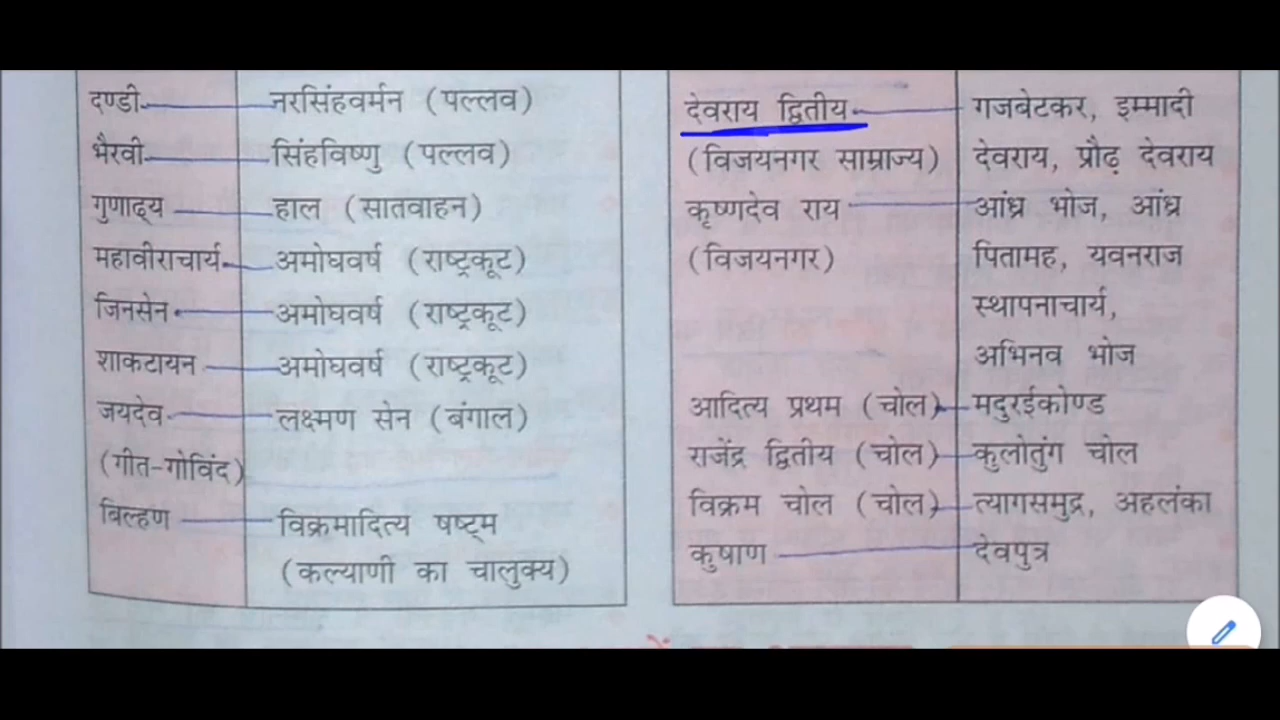 दण्डी नरसिंहवर्मन (पल्लव)
भैरवी सिंहविष्णु (पल्लव)
गुणाढ्य हाल (सातवाहन)
महावीराचार्य अमोघवर्ष (राष्ट्रकूट)
जिनसेन अमोघवर्ष (राष्ट्रकूट)
शाकटायन अमोघवर्ष (राष्ट्रकूट)
जयदेव लक्ष्मण सेन (बंगाल)
(गीत-गोविंद)
विल्हण विक्रमादित्य षष्ट्म
(कल्याणी का चालुक्य)
देवराय द्वितीय गजबेटकर, इम्मादी
(विजयनगर साम्राज्य) देवराय, प्रौढ़ देवराय
कृष्णदेव राय आंध्र भोज, आंध्र
(विजयनगर) पितामह, यवनराज
स्थापनाचार्य,
अभिनव भोज
आदित्य प्रथम (चोल) मदुरईकोण्ड
राजेंद्र द्वितीय (चोल) कुलोतुंग चोल
विक्रम चोल (चोल) त्यागसमुद्र, अहलंका
कुषाण देवपुत्र